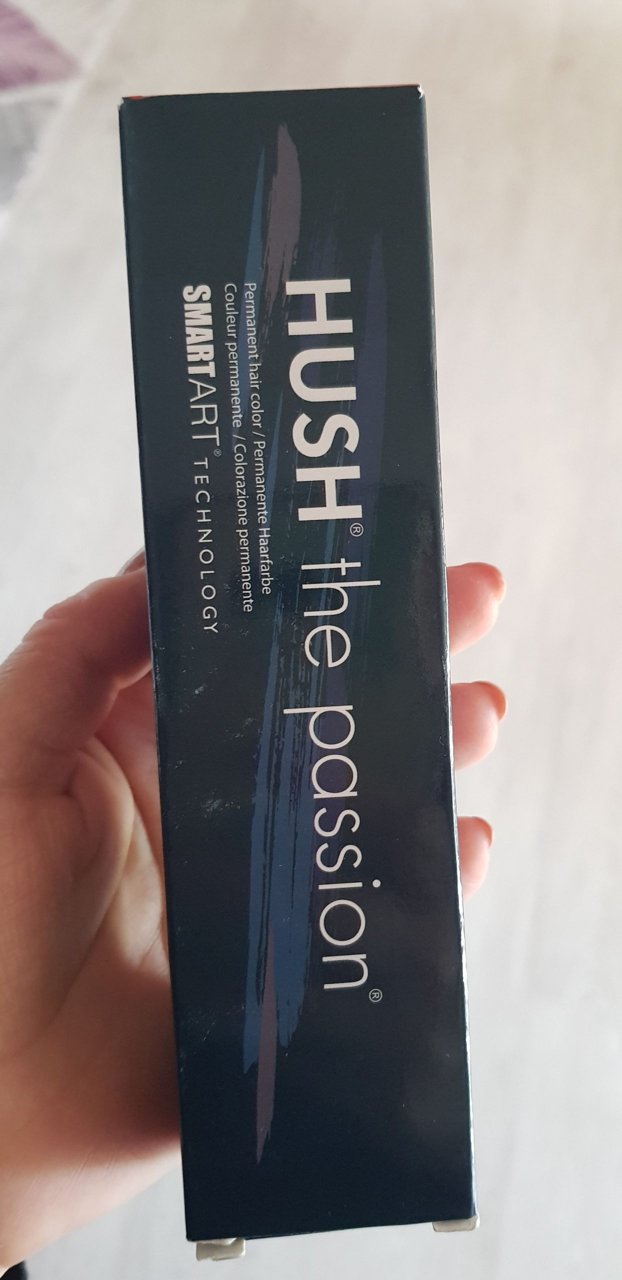 HUSH® the passion®
Permanent hair color / Permanente Haarfarbe
Couleur permanente / Colorazione permanente
SMARTART® TECHNOLOGY